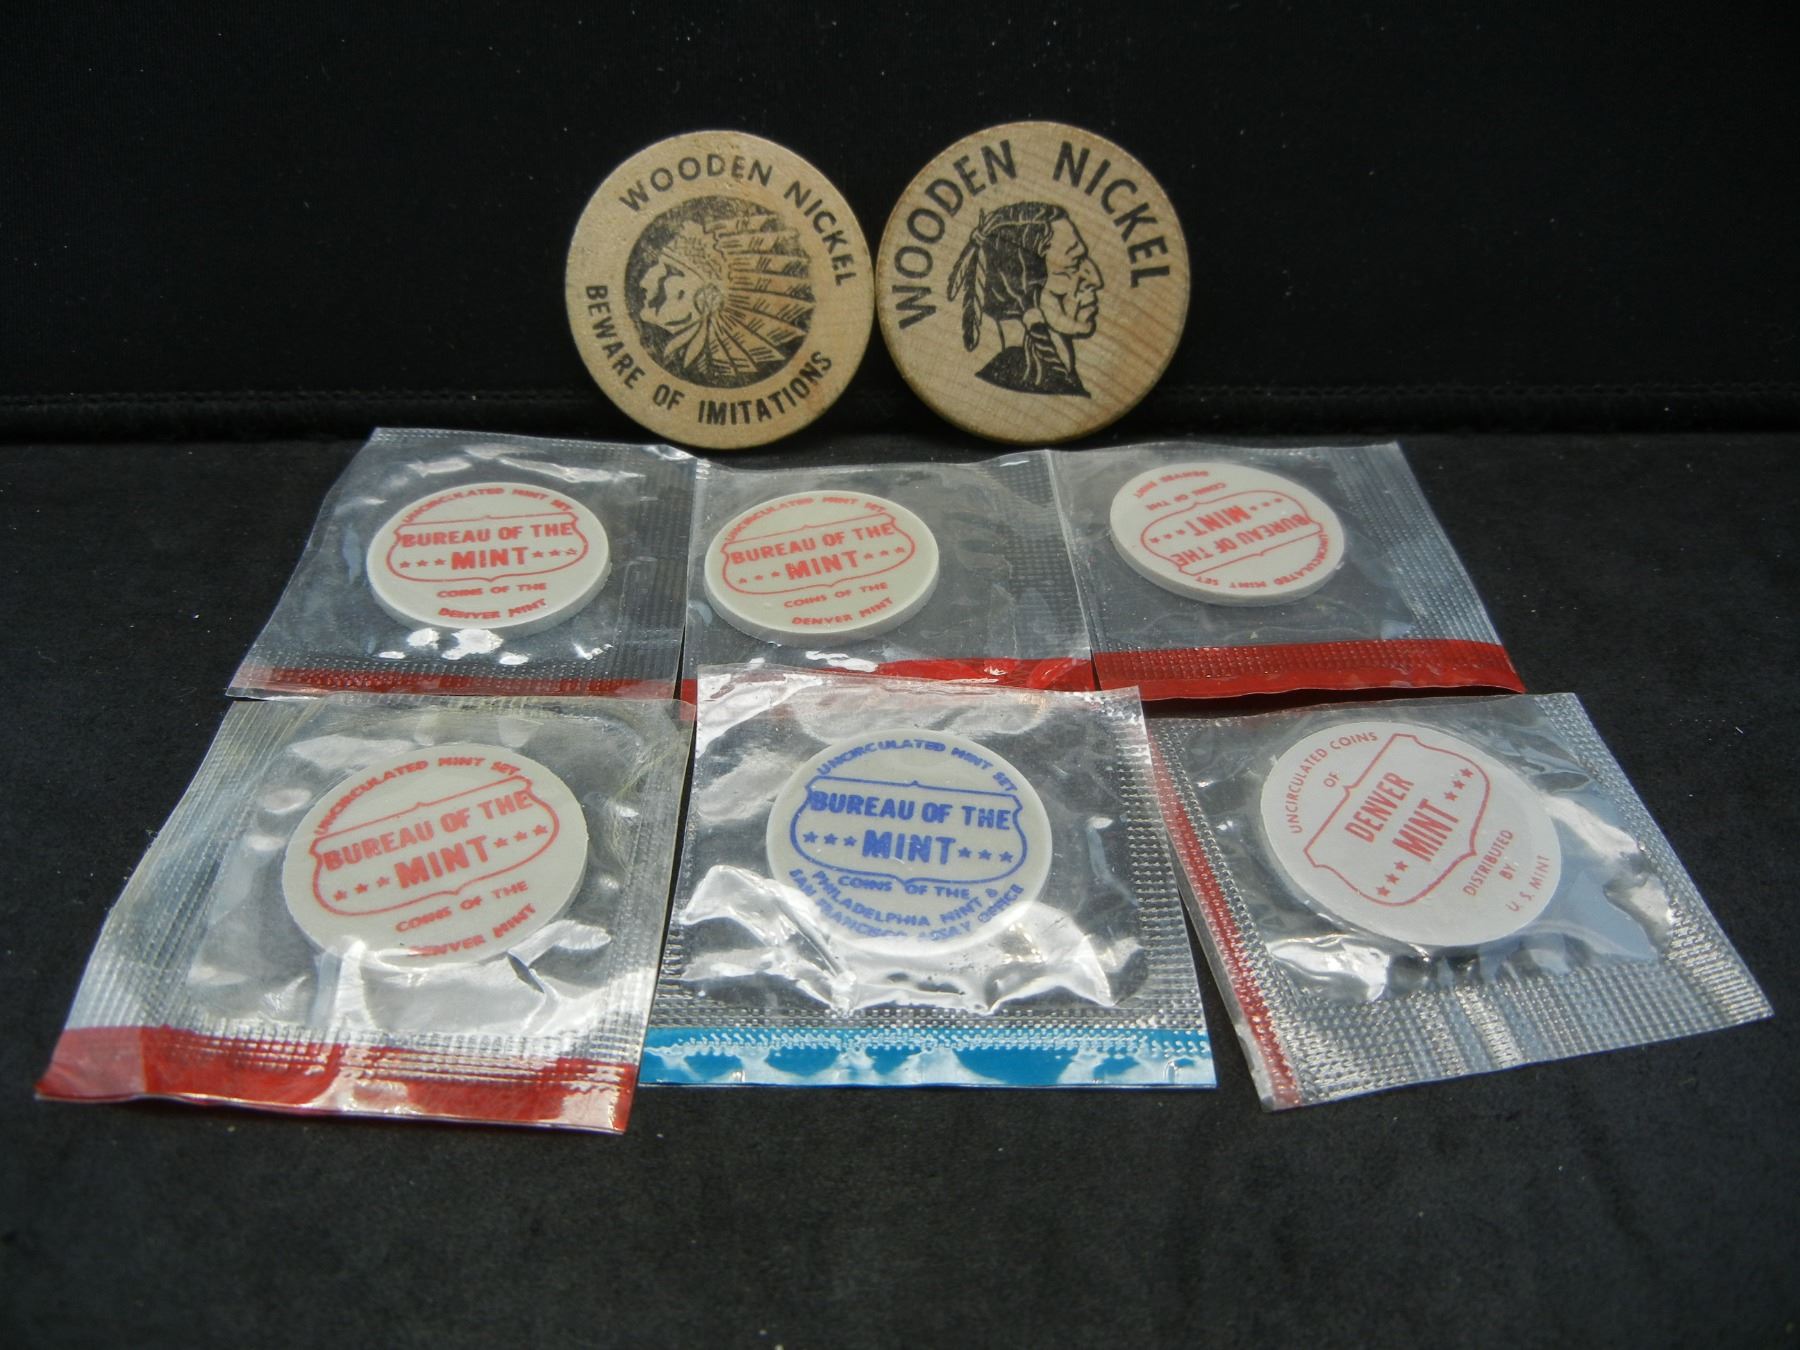 WOODEN NICKEL
BEWARE OF IMITATIONS
WOODEN NICKEL
UNCIRCULATED MINT SET
BUREAU OF THE
MINT
COINS OF THE
DENVER MINT
UNCIRCULATED MINT SET
BUREAU OF THE
MINT
COINS OF THE
DENVER MINT
UNCIRCULATED MINT SET
BUREAU OF THE
MINT
COINS OF THE
DENVER MINT
UNCIRCULATED MINT SET
BUREAU OF THE
MINT
COINS OF THE
DENVER MINT
UNCIRCULATED MINT SET
BUREAU OF THE
MINT
COINS OF THE
PHILADELPHIA MINT &
SAN FRANCISCO ASSAY OFFICE
UNCIRCULATED COINS
OF
DENVER
MINT
DISTRIBUTED
BY
U.S. MINT